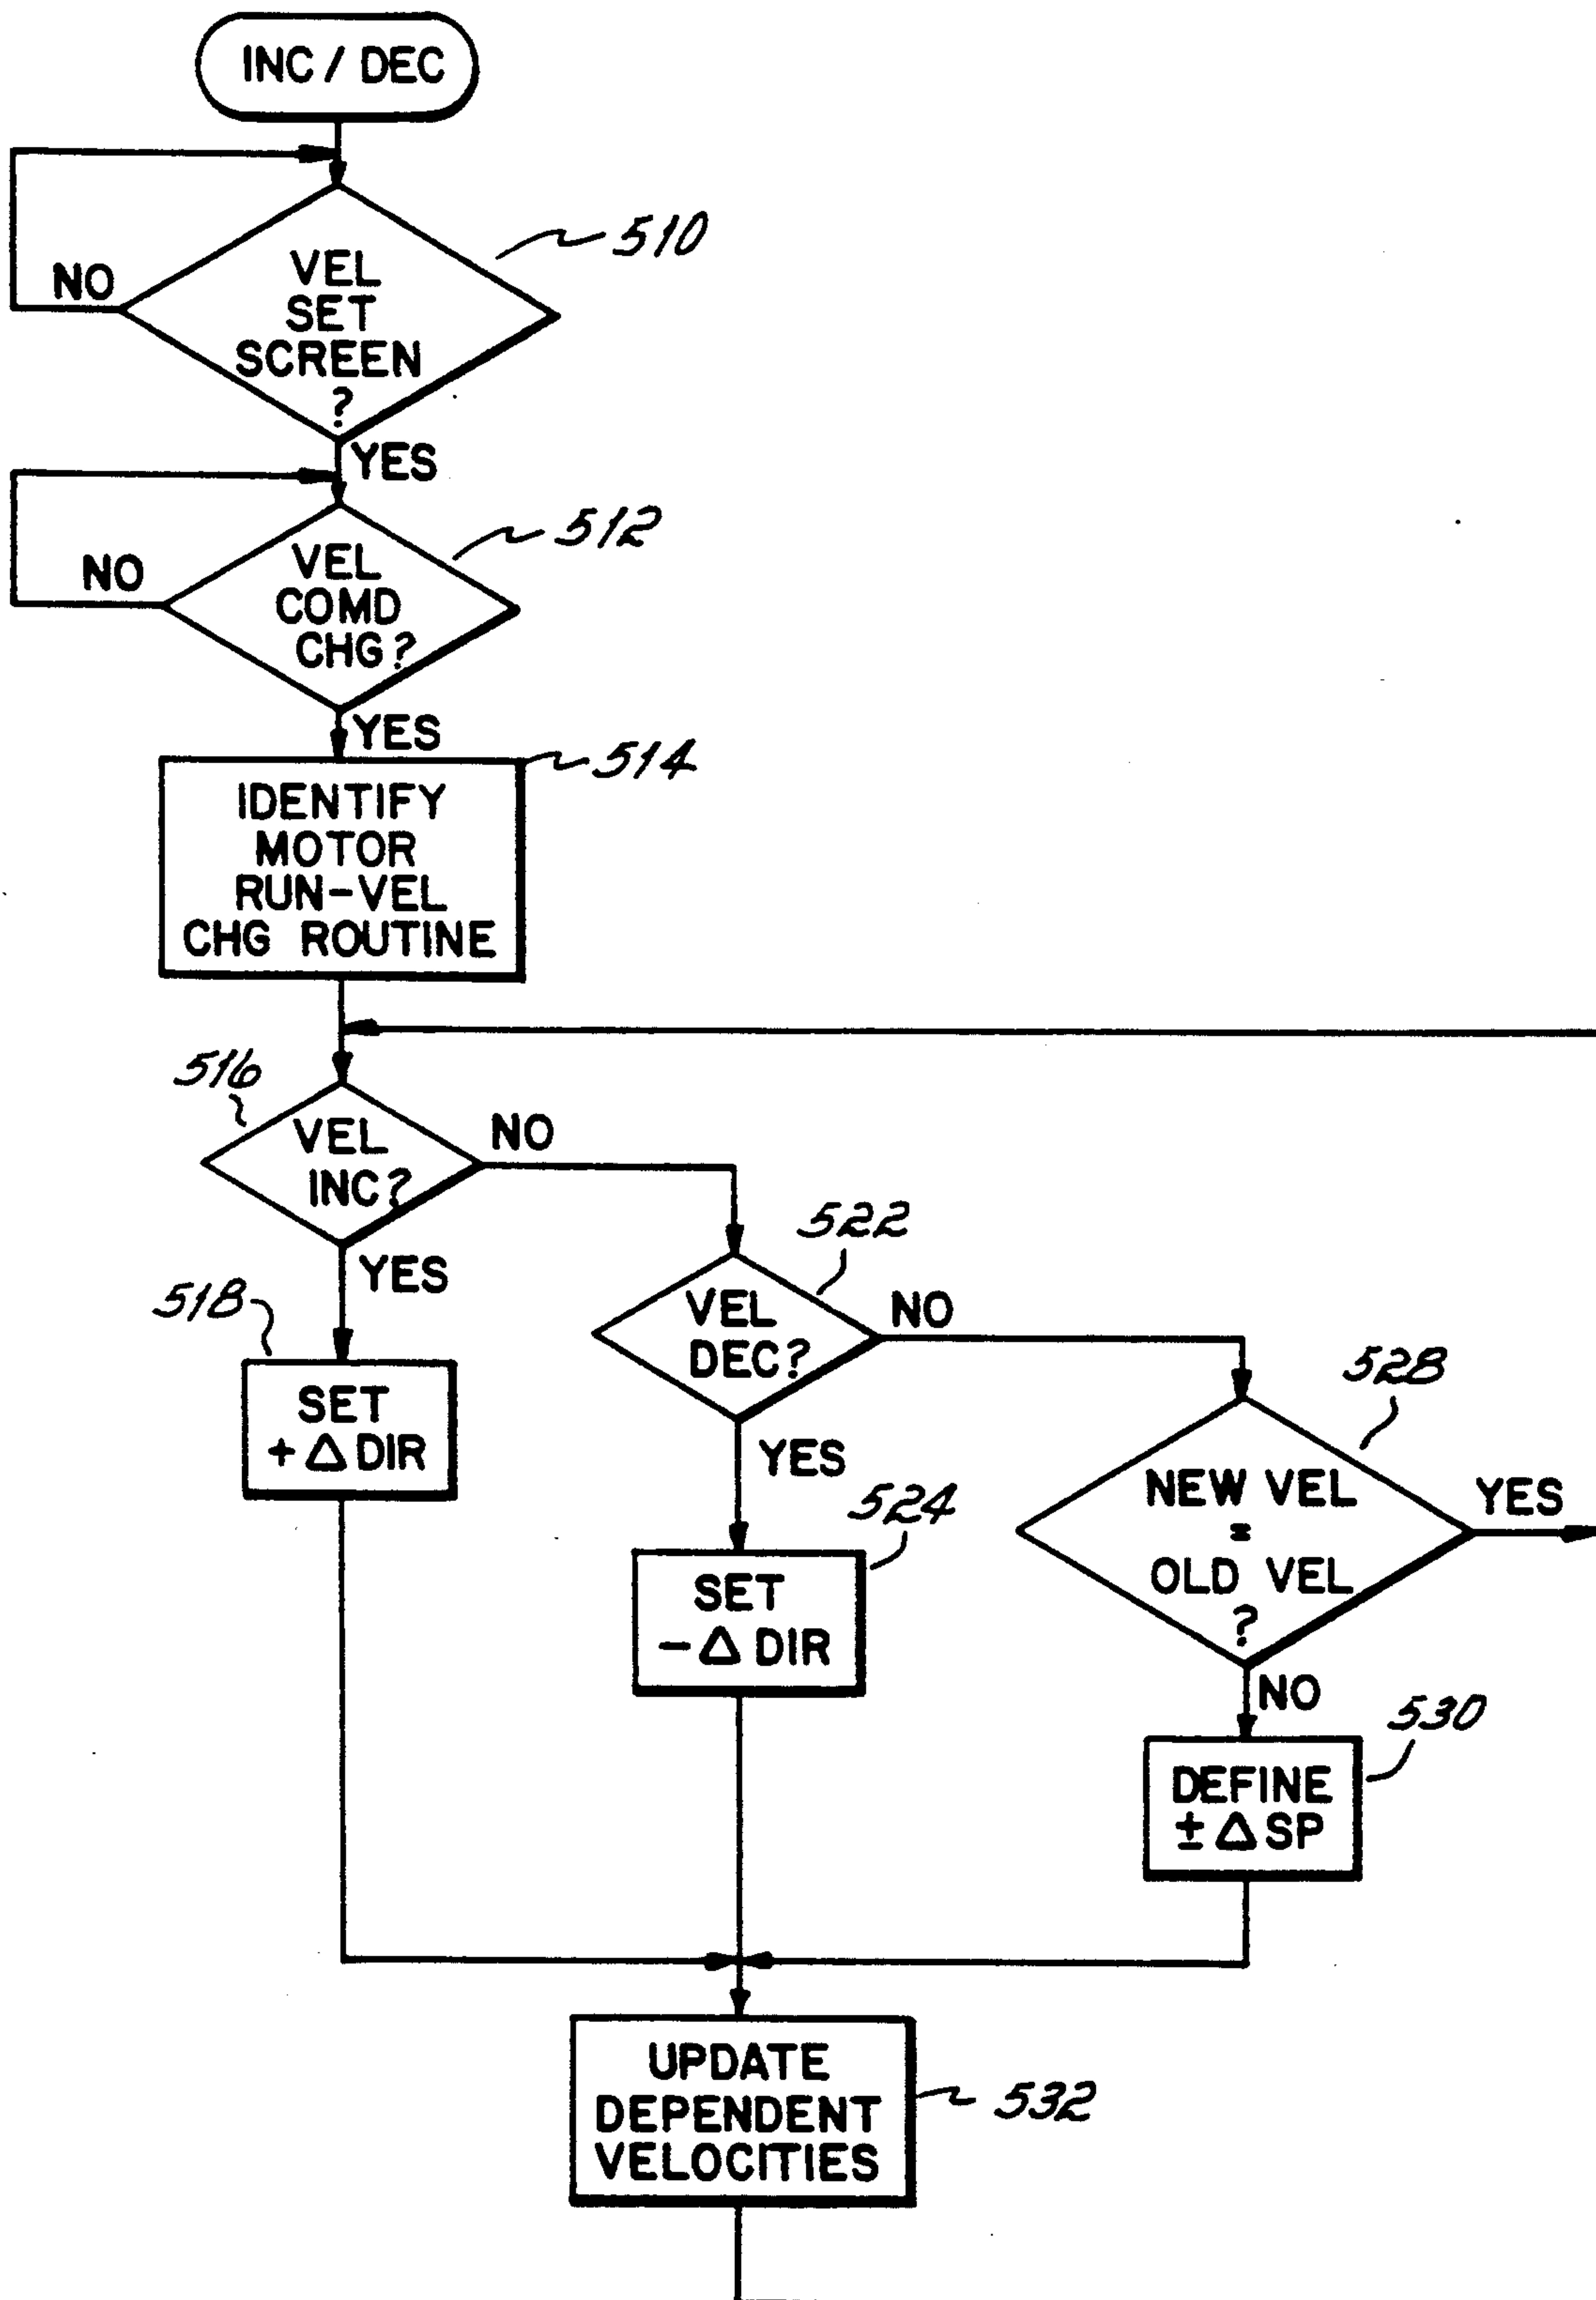 INC / DEC
510
VEL
SET
SCREEN
?
NO
YES
512
VEL
COMD
CHG?
NO
YES
514
IDENTIFY
MOTOR
RUN-VEL
CHG ROUTINE
516
VEL
INC?
NO
YES
518
SET
+ Δ DIR
522
VEL
DEC?
NO
YES
524
SET
- Δ DIR
528
NEW VEL
=
OLD VEL
?
YES
NO
530
DEFINE
± Δ SP
UPDATE
DEPENDENT
VELOCITIES
532